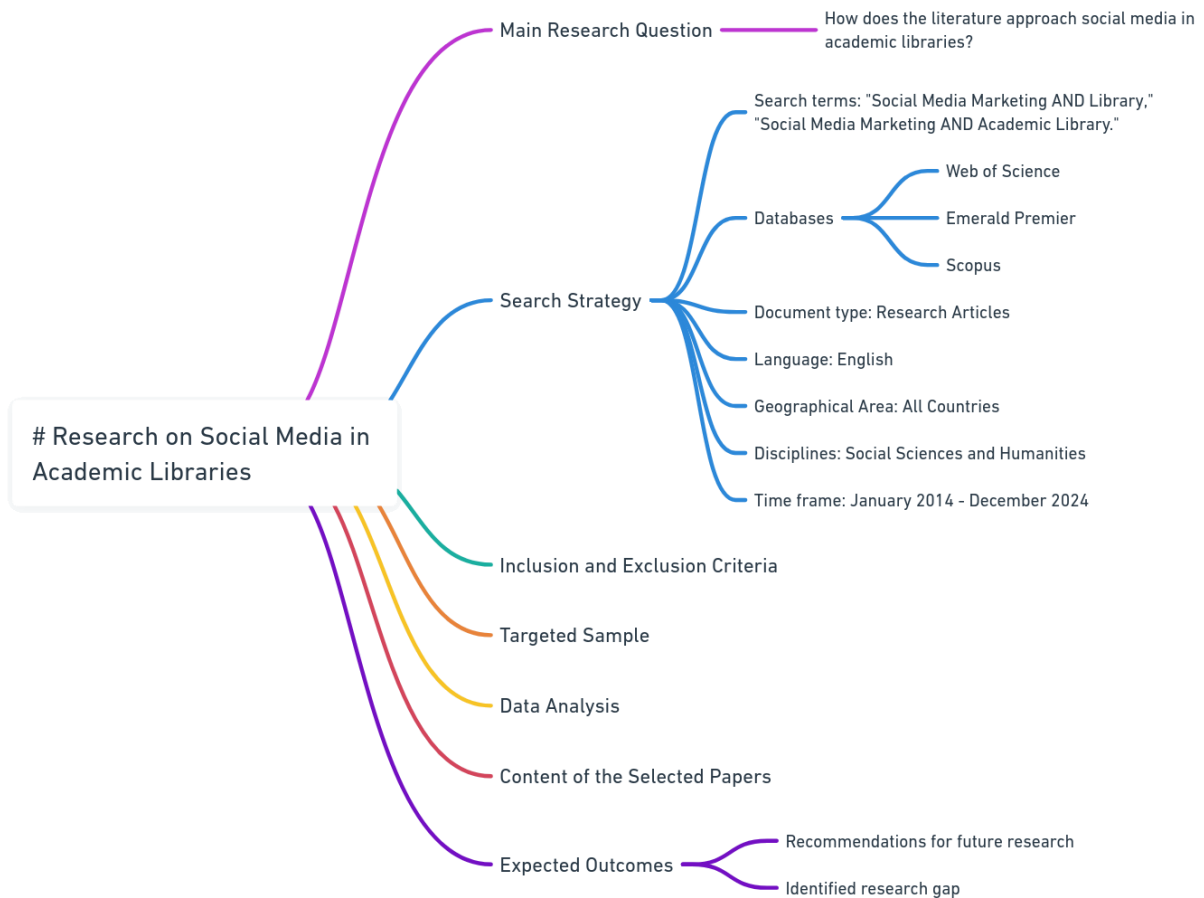 Main Research Question
How does the literature approach social media in
academic libraries?
Search terms: "Social Media Marketing AND Library,"
"Social Media Marketing AND Academic Library."
Web of Science
Databases
Emerald Premier
Scopus
Search Strategy
Document type: Research Articles
Language: English
Geographical Area: All Countries
Disciplines: Social Sciences and Humanities
Time frame: January 2014 - December 2024
# Research on Social Media in
Academic Libraries
Inclusion and Exclusion Criteria
Targeted Sample
Data Analysis
Content of the Selected Papers
Expected Outcomes
Recommendations for future research
Identified research gap